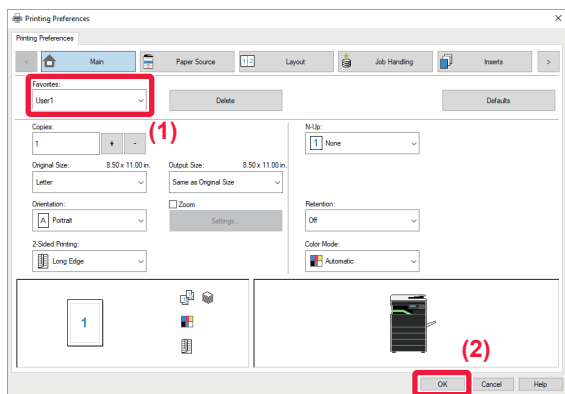 Printing Preferences
Printing Preferences
Main
Paper Source
1 2
Layout
Job Handling
Inserts
Favorites:
User1
Delete
Defaults
(1)
Copies:
1
+
-
N-Up:
1 None
Original Size:
8.50 x 11.00 in.
Output Size:
8.50 x 11.00 in.
Letter
Same as Original Size
Orientation:
Zoom
Retention:
A Portrait
Settings...
Off
2-Sided Printing:
Color Mode:
Long Edge
Automatic
1
(2)
OK
Cancel
Help